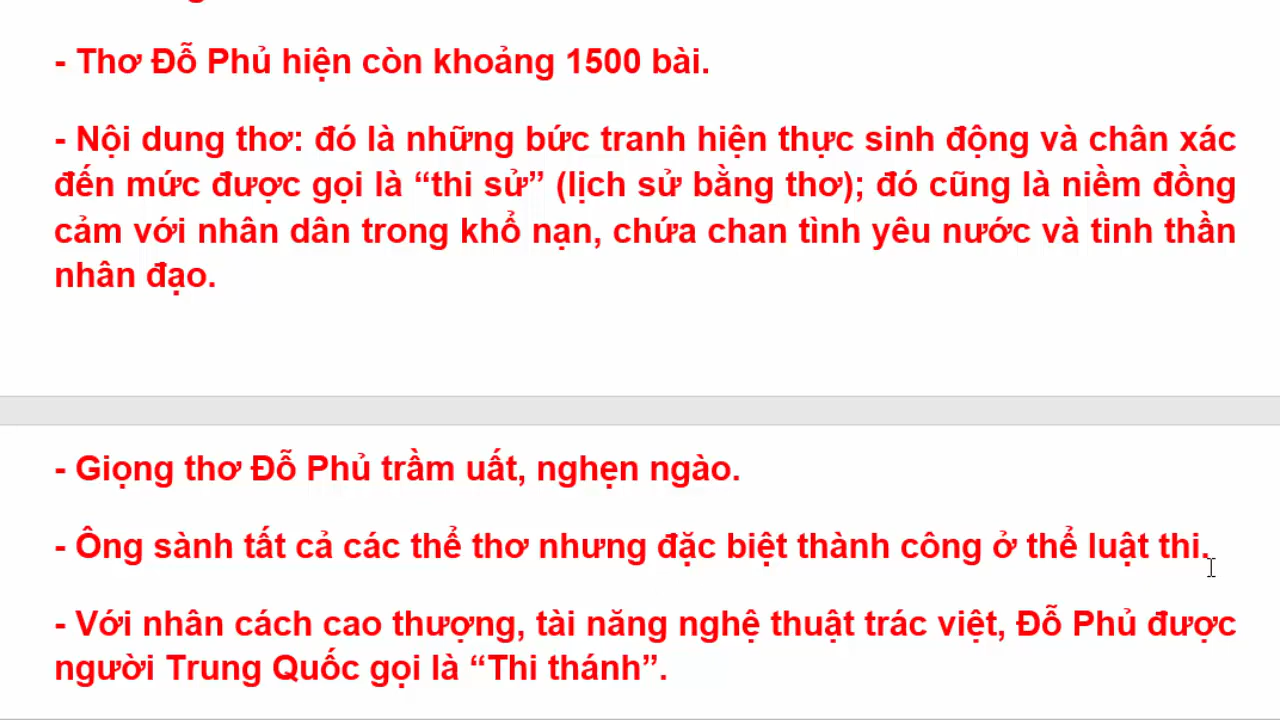 - Thơ Đỗ Phủ hiện còn khoảng 1500 bài.
- Nội dung thơ: đó là những bức tranh hiện thực sinh động và chân xác
đến mức được gọi là “thi sử” (lịch sử bằng thơ); đó cũng là niềm đồng
cảm với nhân dân trong khổ nạn, chứa chan tình yêu nước và tinh thần
nhân đạo.
- Giọng thơ Đỗ Phủ trầm uất, nghẹn ngào.
- Ông sành tất cả các thể thơ nhưng đặc biệt thành công ở thể luật thi.
- Với nhân cách cao thượng, tài năng nghệ thuật trác việt, Đỗ Phủ được
người Trung Quốc gọi là “Thi thánh”.